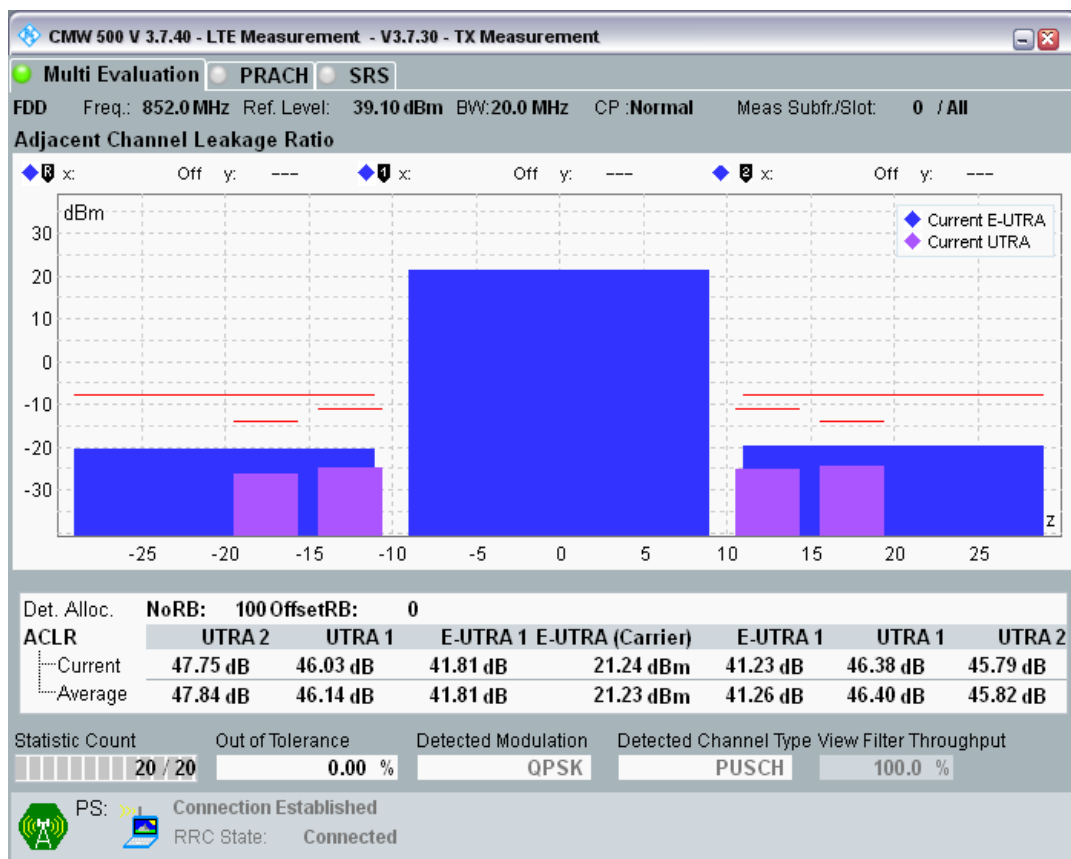 CMW 500 V 3.7.40 - LTE Measurement - V3.7.30 - TX Measurement
Multi Evaluation PRACH SRS
FDD Freq.: 852.0 MHz Ref. Level: 39.10 dBm BW:20.0 MHz CP :Normal Meas Subfr./Slot: 0 / All
Adjacent Channel Leakage Ratio
R x: Off y: --- 1 x: Off y: --- 2 x: Off y: ---
dBm
Current E-UTRA
Current UTRA
30
20
10
0
-10
-20
-30
z
-25 -20 -15 -10 -5 0 5 10 15 20 25
Det. Alloc. NoRB: 100 OffsetRB: 0
ACLR UTRA 2 UTRA 1 E-UTRA 1 E-UTRA (Carrier) E-UTRA 1 UTRA 1 UTRA 2
Current 47.75 dB 46.03 dB 41.81 dB 21.24 dBm 41.23 dB 46.38 dB 45.79 dB
Average 47.84 dB 46.14 dB 41.81 dB 21.23 dBm 41.26 dB 46.40 dB 45.82 dB
Statistic Count Out of Tolerance Detected Modulation Detected Channel Type View Filter Throughput
20 / 20 0.00 % QPSK PUSCH 100.0 %
PS: Connection Established
RRC State: Connected